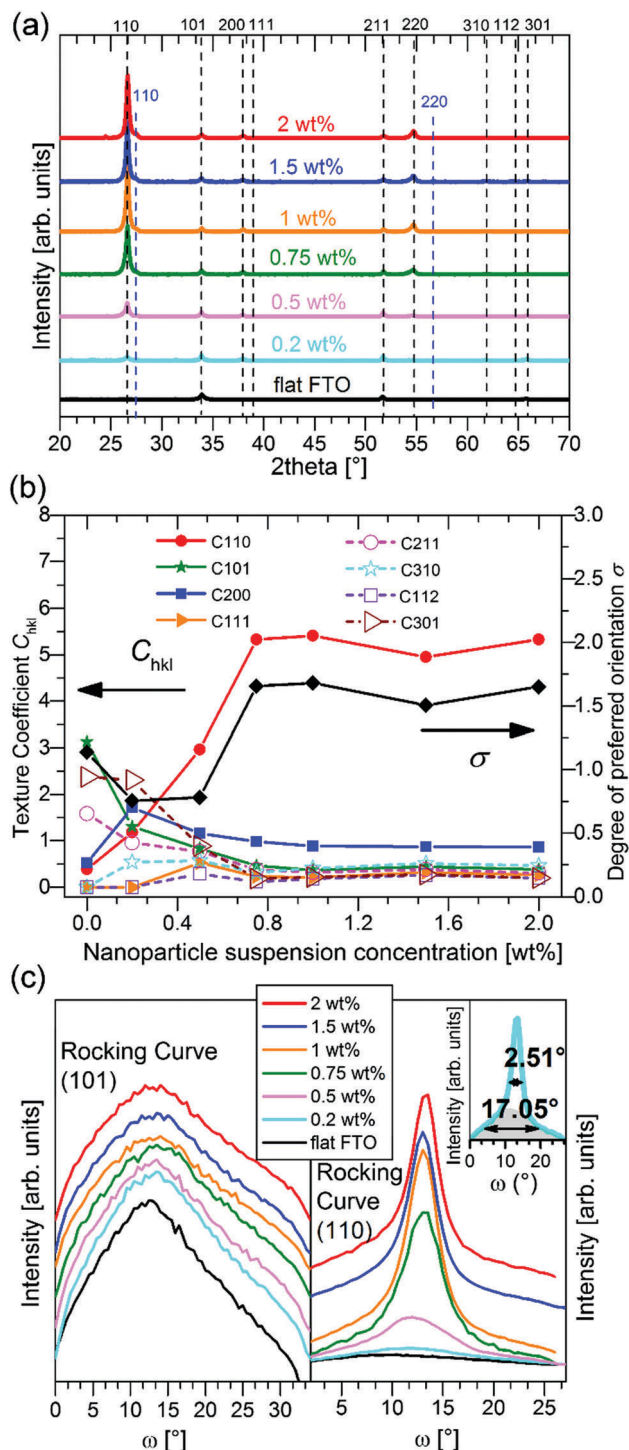 (a)
110 101 200 111 211 220 310 112 301
110
220
2 wt%
1.5 wt%
1 wt%
0.75 wt%
0.5 wt%
0.2 wt%
flat FTO
Intensity [arb. units]
20 25 30 35 40 45 50 55 60 65 70
2theta [°]
(b)
8
7
6
5
4
3
2
1
0
Texture Coefficient Chkl
C110
C101
C200
C111
C211
C310
C112
C301
Chkl
σ
3.0
2.5
2.0
1.5
1.0
0.5
0.0
Degree of preferred orientation σ
0.0 0.4 0.8 1.2 1.6 2.0
Nanoparticle suspension concentration [wt%]
(c)
Rocking Curve
(101)
2 wt%
1.5 wt%
1 wt%
0.75 wt%
0.5 wt%
0.2 wt%
flat FTO
Rocking
Curve
(110)
Intensity [arb. units]
2.51°
17.05°
0 10 20
ω (°)
Intensity [arb. units]
Intensity [arb. units]
0 5 10 15 20 25 30
ω [°]
5 10 15 20 25
ω [°]